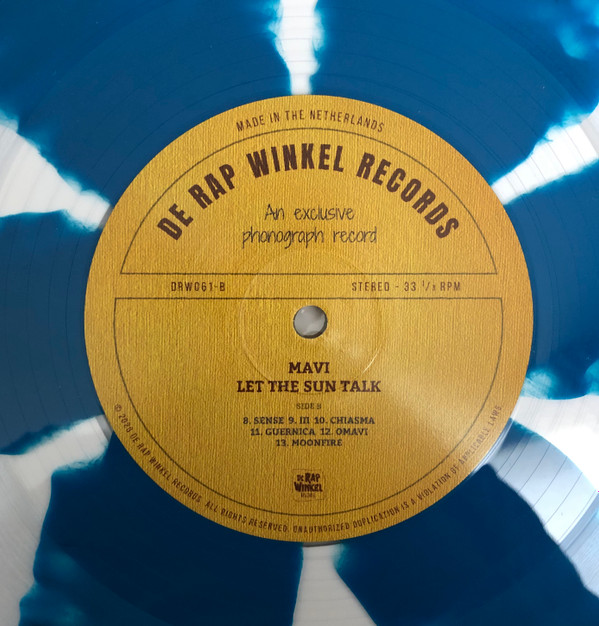 MADE IN THE NETHERLANDS
DE RAP WINKEL RECORDS
An exclusive
phonograph record
DRW061-B
STEREO - 33 ¹/₃ RPM
MAVI
LET THE SUN TALK
SIDE B
8. SENSE 9. III 10. CHIASMA
11. GUERNICA 12. OMAVI
13. MOONFIRE
DE RAP
WINKEL
© DE RAP WINKEL RECORDS. ALL RIGHTS RESERVED. UNAUTHORIZED DUPLICATION IS A VIOLATION OF APPLICABLE LAWS